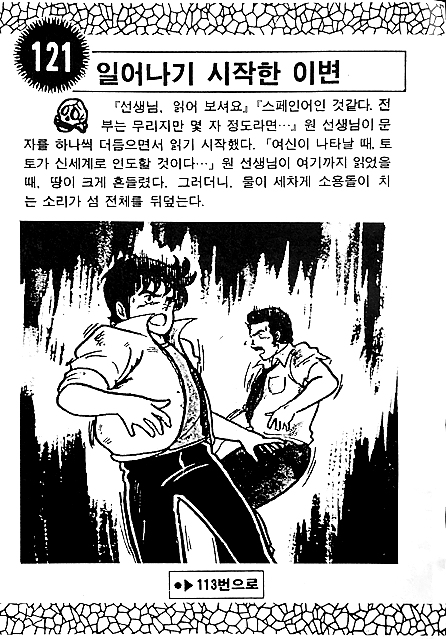 121
일어나기 시작한 이변
『선생님, 읽어 보셔요』『스페인어인 것같다. 전
부는 무리지만 몇 자 정도라면…』 원 선생님이 문
자를 하나씩 더듬으면서 읽기 시작했다. 「여신이 나타날 때, 토
토가 신세계로 인도할 것이다…」 원 선생님이 여기까지 읽었을
때, 땅이 크게 흔들렸다. 그러더니, 물이 세차게 소용돌이 치
는 소리가 섬 전체를 뒤덮는다.
●▶113번으로